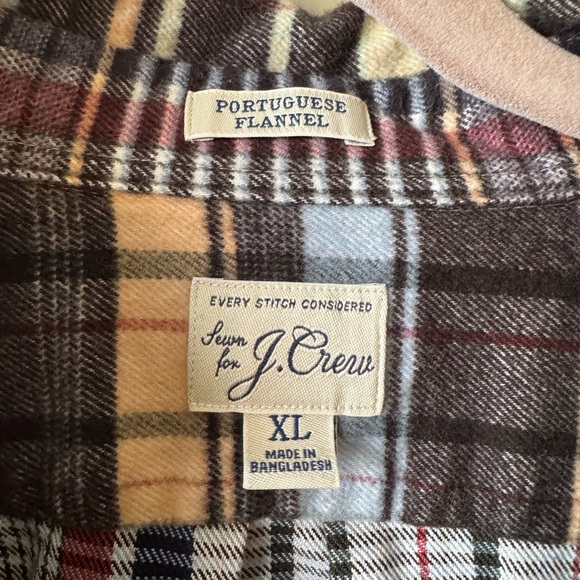 PORTUGUESE
FLANNEL
EVERY STITCH CONSIDERED
Sewn
for J.Crew
XL
MADE IN
BANGLADESH